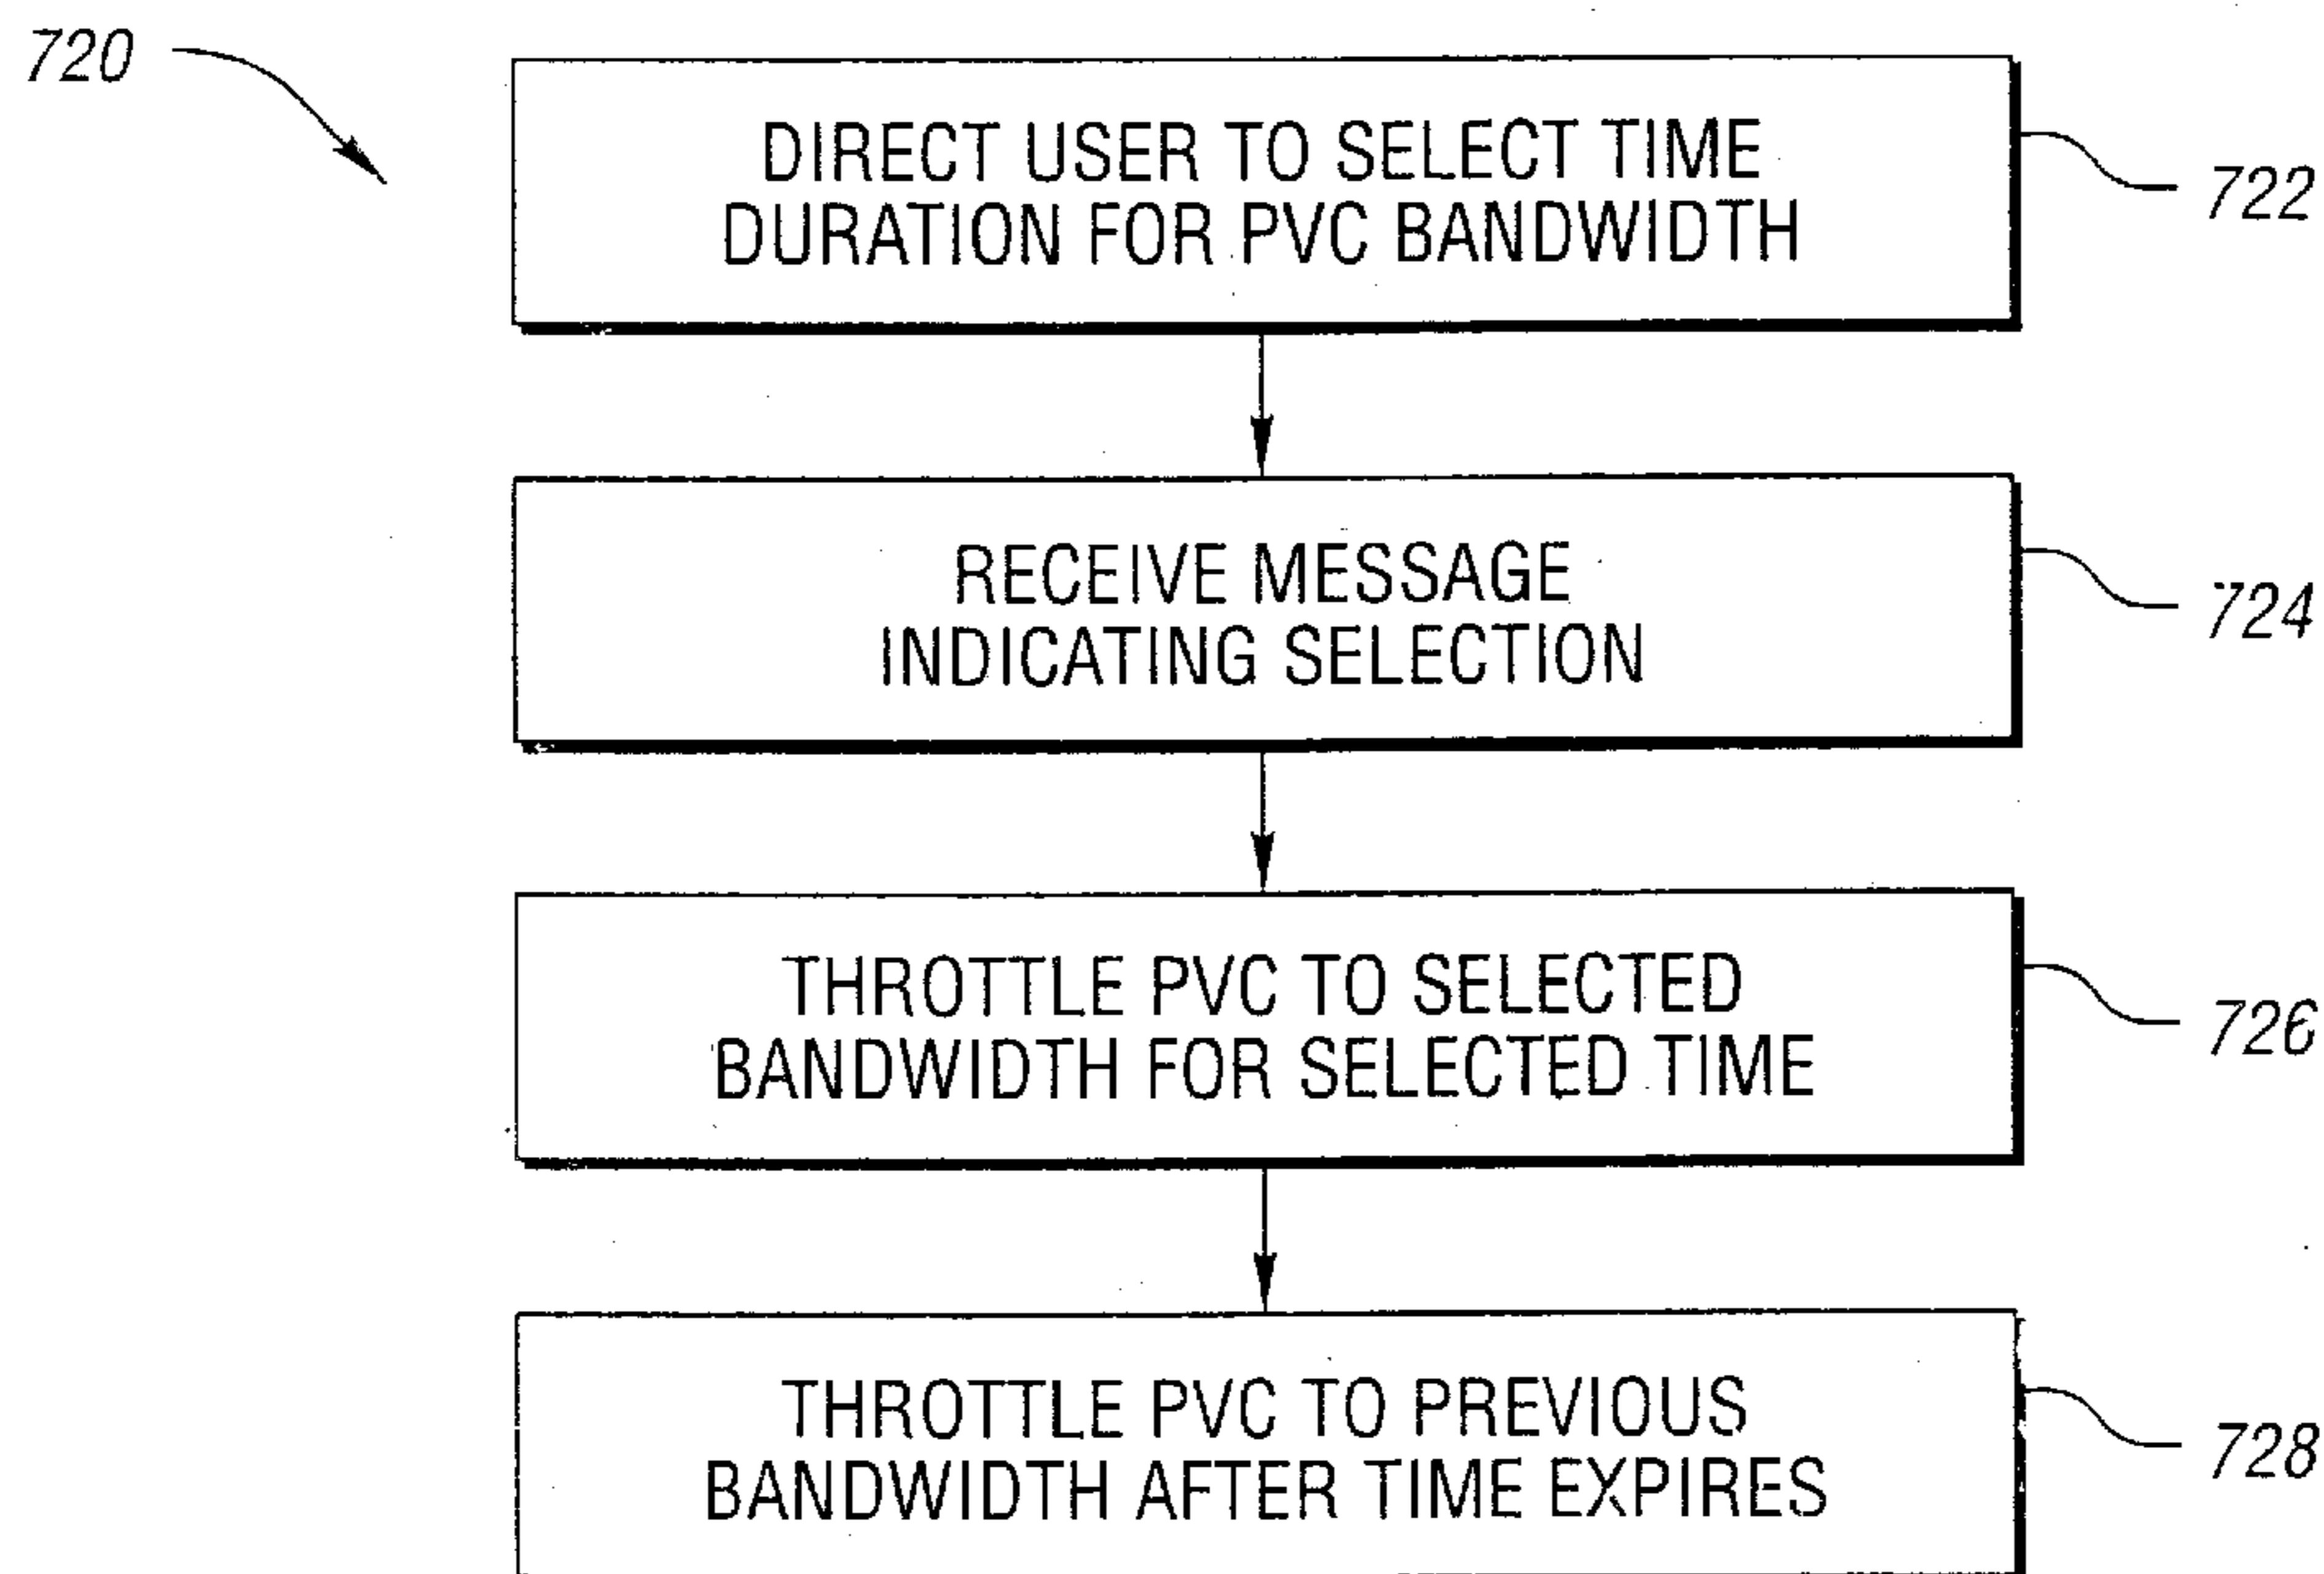 720
DIRECT USER TO SELECT TIME
DURATION FOR PVC BANDWIDTH
722
RECEIVE MESSAGE
INDICATING SELECTION
724
THROTTLE PVC TO SELECTED
BANDWIDTH FOR SELECTED TIME
726
THROTTLE PVC TO PREVIOUS
BANDWIDTH AFTER TIME EXPIRES
728